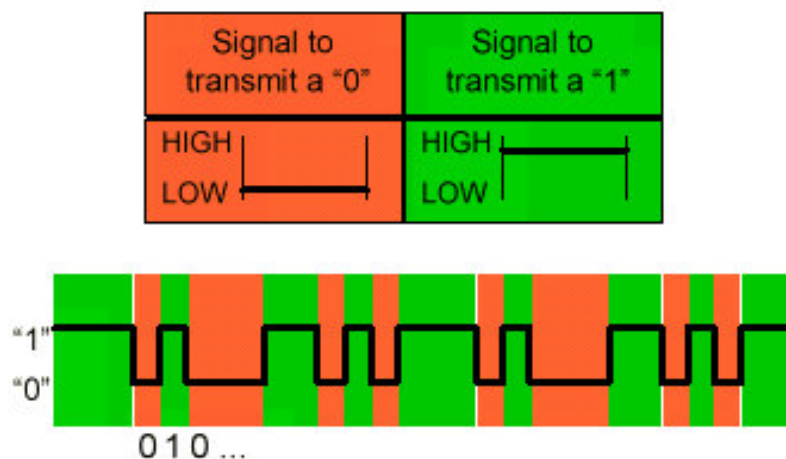 Signal to
transmit a “0”
Signal to
transmit a “1”
HIGH
LOW
HIGH
LOW
“1”
“0”
0 1 0 ...